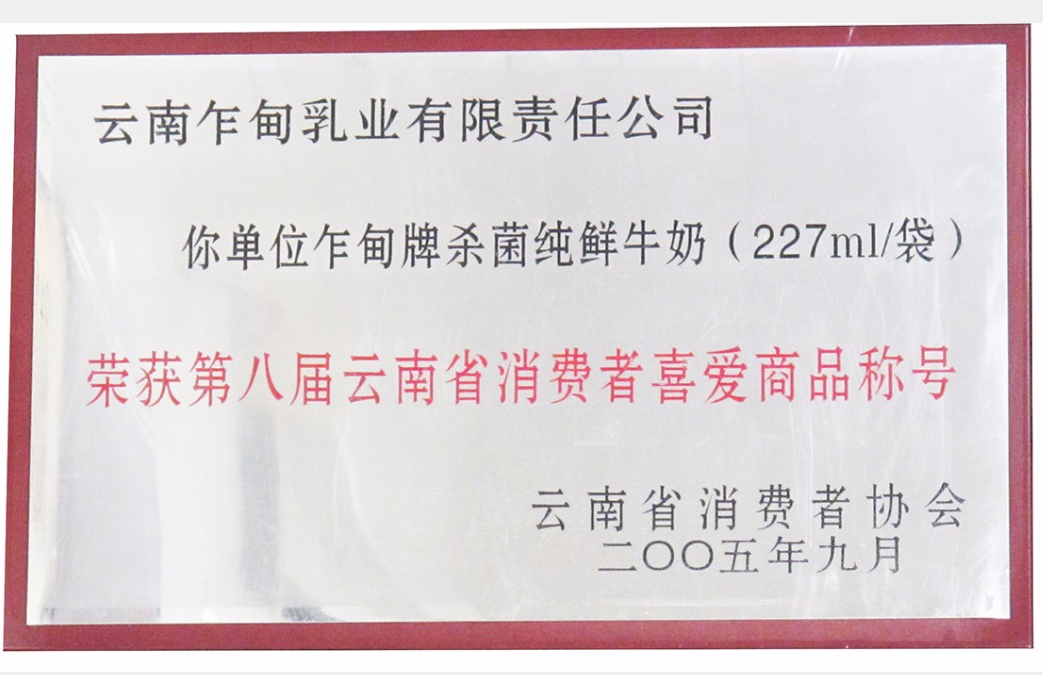 云南乍甸乳业有限责任公司
你单位乍甸牌杀菌纯鲜牛奶（227ml/袋）
荣获第八届云南省消费者喜爱商品称号
云南省消费者协会
二〇〇五年九月